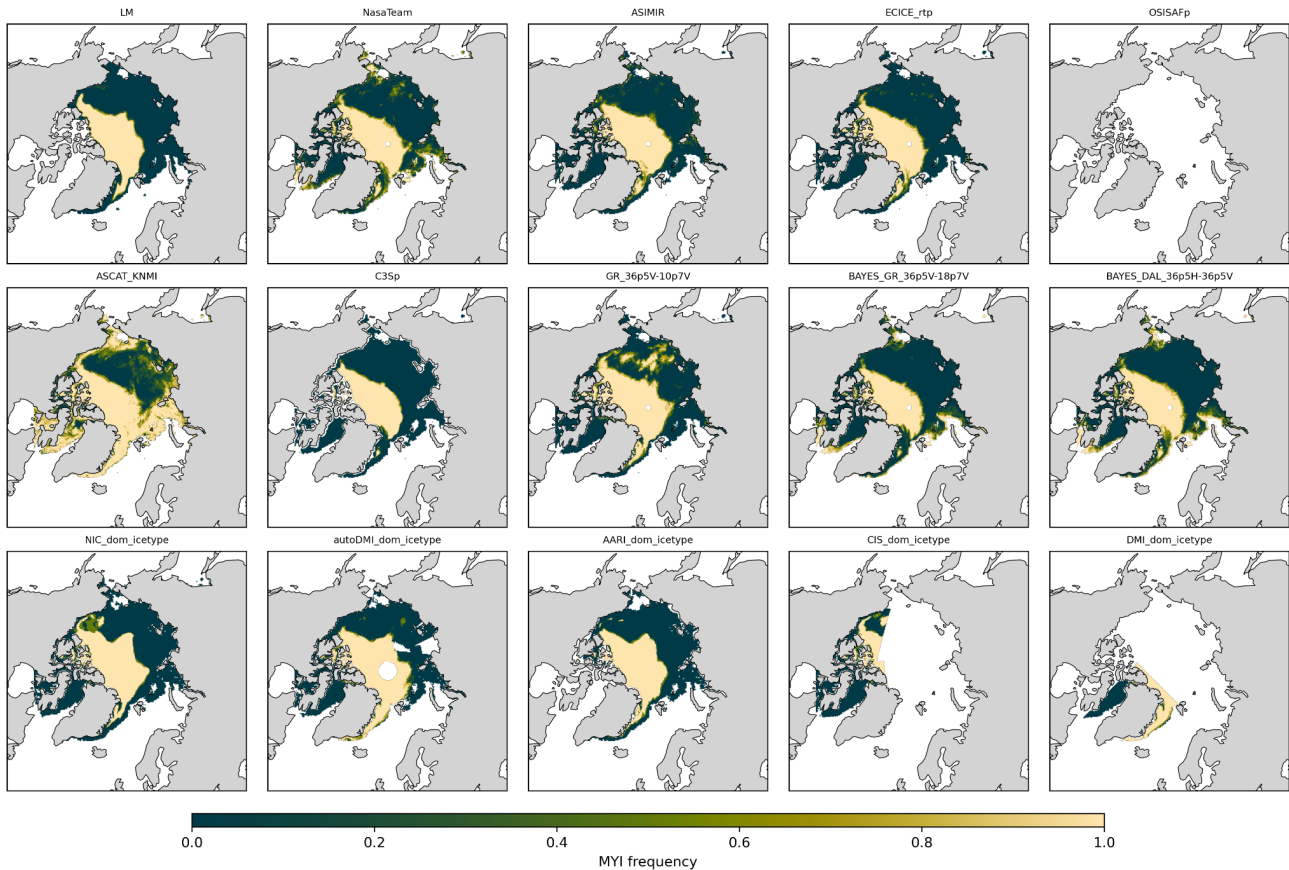 LM NasaTeam ASIMIR ECICE_rtp OSISAFp
ASCAT_KNMI C3Sp GR_36p5V-10p7V BAYES_GR_36p5V-18p7V BAYES_DAL_36p5H-36p5V
NIC_dom_icetype autoDMI_dom_icetype AARI_dom_icetype CIS_dom_icetype DMI_dom_icetype
0.0 0.2 0.4 0.6 0.8 1.0
MYI frequency